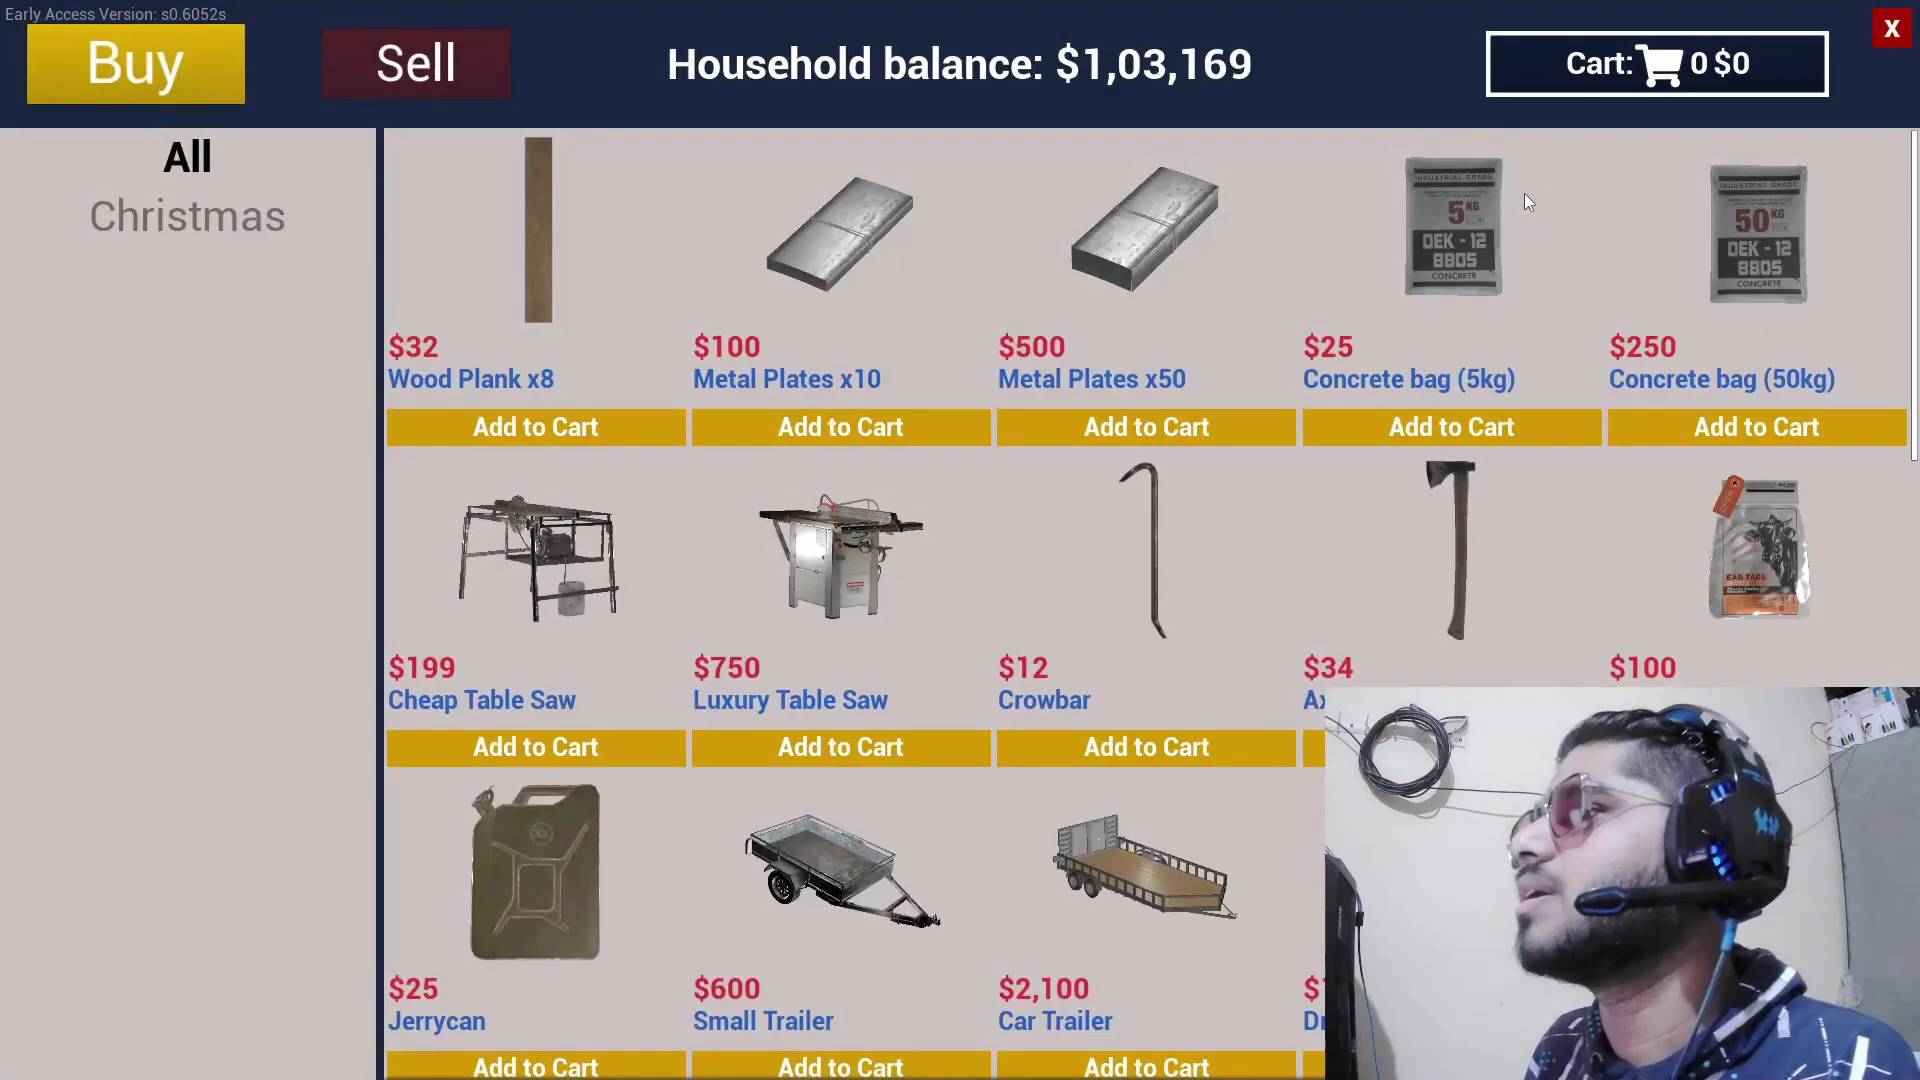 Early Access Version: s0.6052s
Buy
Sell
Household balance: $1,03,169
Cart: 0 $0
X
All
Christmas
INDUSTRIAL GRADE
5KG
DEK - 12
8805
CONCRETE
INDUSTRIAL GRADE
50KG
DEK - 12
8805
CONCRETE
$32
Wood Plank x8
Add to Cart
$100
Metal Plates x10
Add to Cart
$500
Metal Plates x50
Add to Cart
$25
Concrete bag (5kg)
Add to Cart
$250
Concrete bag (50kg)
Add to Cart
EAR TAGS
$199
Cheap Table Saw
Add to Cart
$750
Luxury Table Saw
Add to Cart
$12
Crowbar
Add to Cart
$34
Ax
$100
$25
Jerrycan
Add to Cart
$600
Small Trailer
Add to Cart
$2,100
Car Trailer
Add to Cart